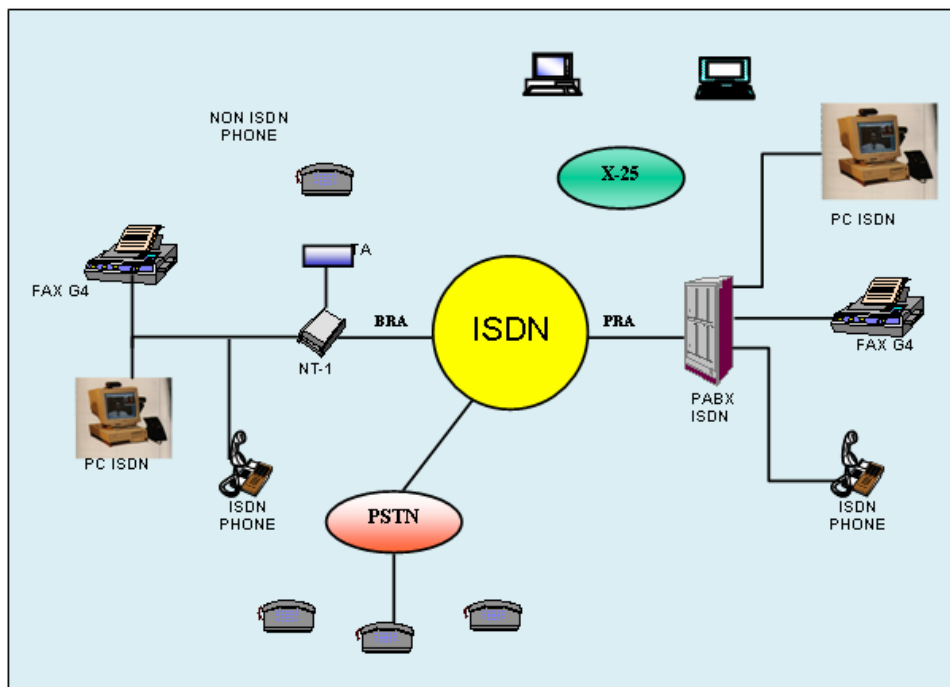 NON ISDN
PHONE
X-25
PC ISDN
TA
FAX G4
BRA
ISDN
PRA
FAX G4
NT-1
PABX
ISDN
PC ISDN
ISDN
PHONE
PSTN
ISDN
PHONE